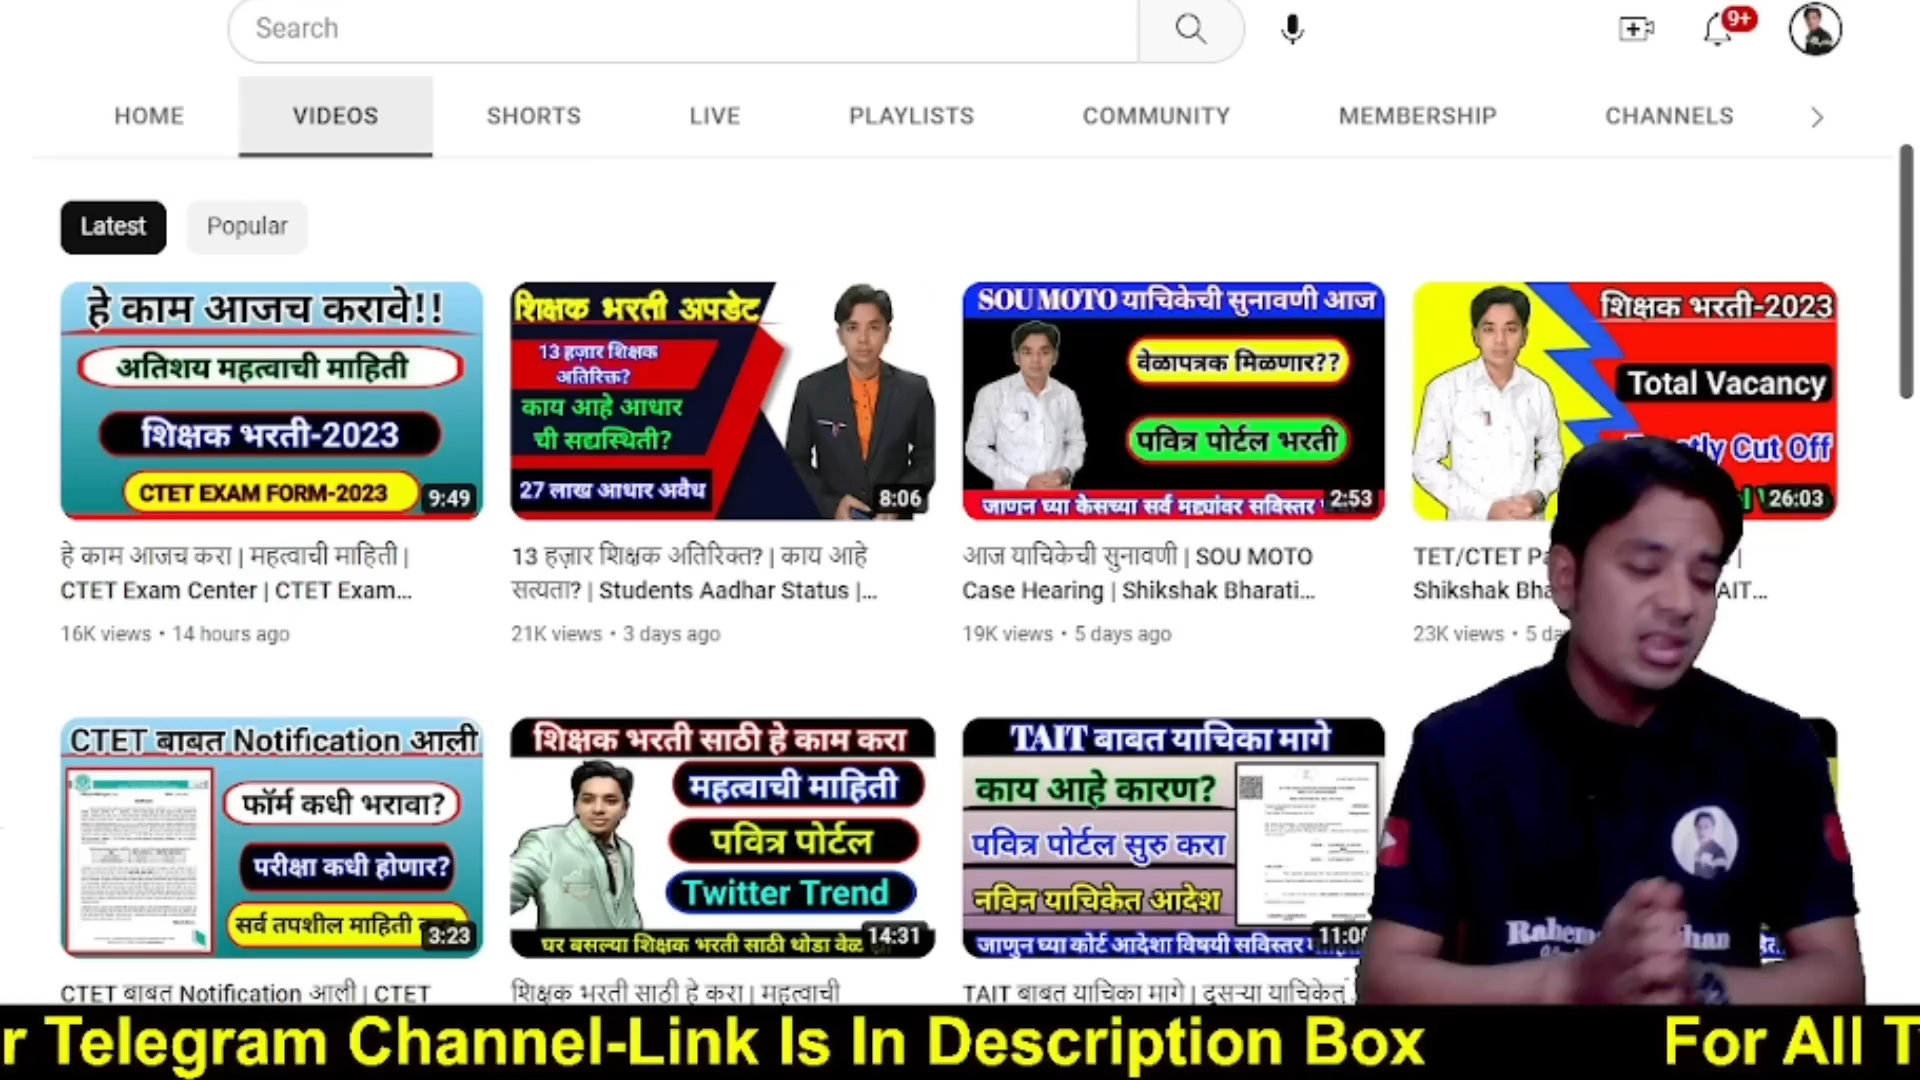 Search
9+
HOME
VIDEOS
SHORTS
LIVE
PLAYLISTS
COMMUNITY
MEMBERSHIP
CHANNELS
Latest
Popular
हे काम आजच करावे!!
अतिशय महत्वाची माहिती
शिक्षक भरती-2023
CTET EXAM FORM-2023
9:49
शिक्षक भरती अपडेट
13 हज़ार शिक्षक
अतिरिक्त?
काय आहे आधार
ची सद्यस्थिती?
27 लाख आधार अवैध
8:06
SOU MOTO याचिकेची सुनावणी आज
वेळापत्रक मिळणार??
पवित्र पोर्टल भरती
जाणन घ्या केसच्या सर्व मद्यांवर सविस्तर
2:53
शिक्षक भरती-2023
Total Vacancy
Cut Off
26:03
हे काम आजच करा | महत्वाची माहिती |
CTET Exam Center | CTET Exam...
16K views • 14 hours ago
13 हज़ार शिक्षक अतिरिक्त? | काय आहे
सत्यता? | Students Aadhar Status |...
21K views • 3 days ago
आज याचिकेची सुनावणी | SOU MOTO
Case Hearing | Shikshak Bharati...
19K views • 5 days ago
TET/CTET
Shikshak
23K views • 5
CTET बाबत Notification आली
फॉर्म कधी भरावा?
परीक्षा कधी होणार?
सर्व तपशील माहिती
3:23
शिक्षक भरती साठी हे काम करा
महत्वाची माहिती
पवित्र पोर्टल
Twitter Trend
घर बसल्या शिक्षक भरती साठी थोडा वेळ
14:31
TAIT बाबत याचिका मागे
काय आहे कारण?
पवित्र पोर्टल सुरु करा
नविन याचिकेत आदेश
जाणुन घ्या कोर्ट आदेशा विषयी सविस्तर
CTET बाबत Notification आली | CTET
शिक्षक भरती साठी हे करा | महत्वाची
TAIT बाबत याचिका मागे | दुसऱ्या याचिकेत
r Telegram Channel-Link Is In Description Box
For All T